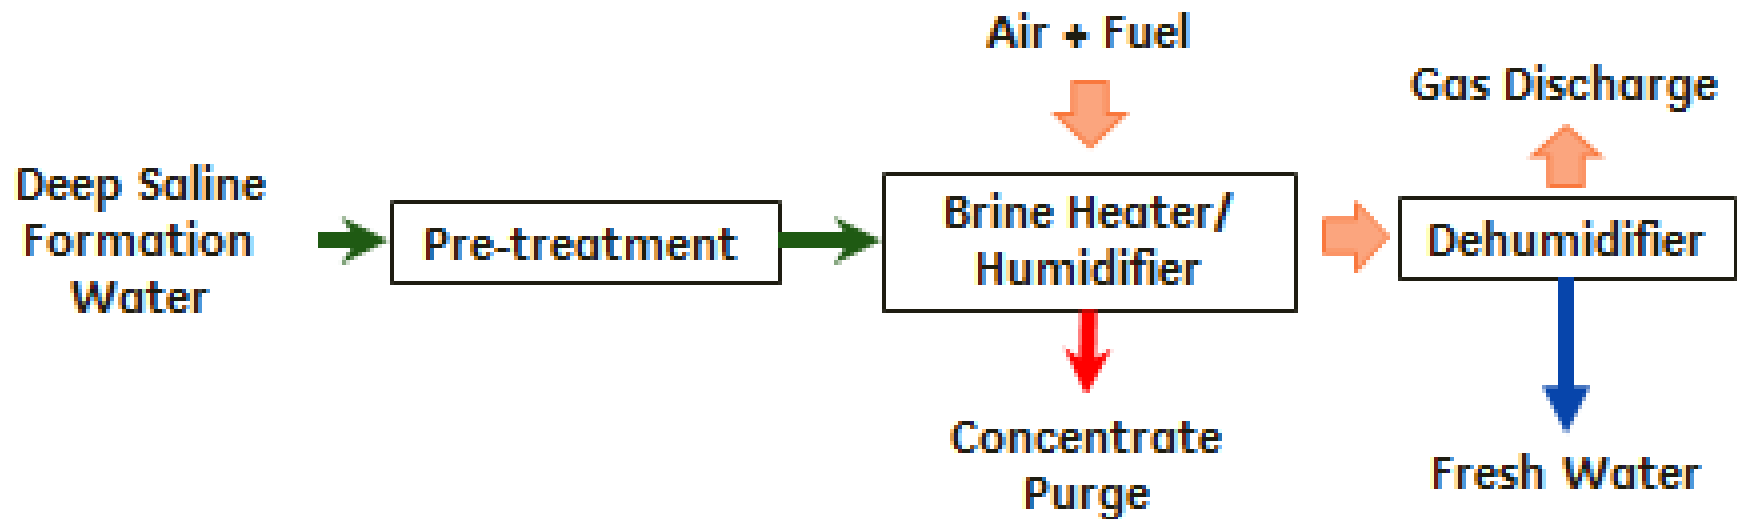 Air + Fuel
Gas Discharge
Deep Saline
Formation
Water
Pre-treatment
Brine Heater/
Humidifier
Dehumidifier
Concentrate
Purge
Fresh Water